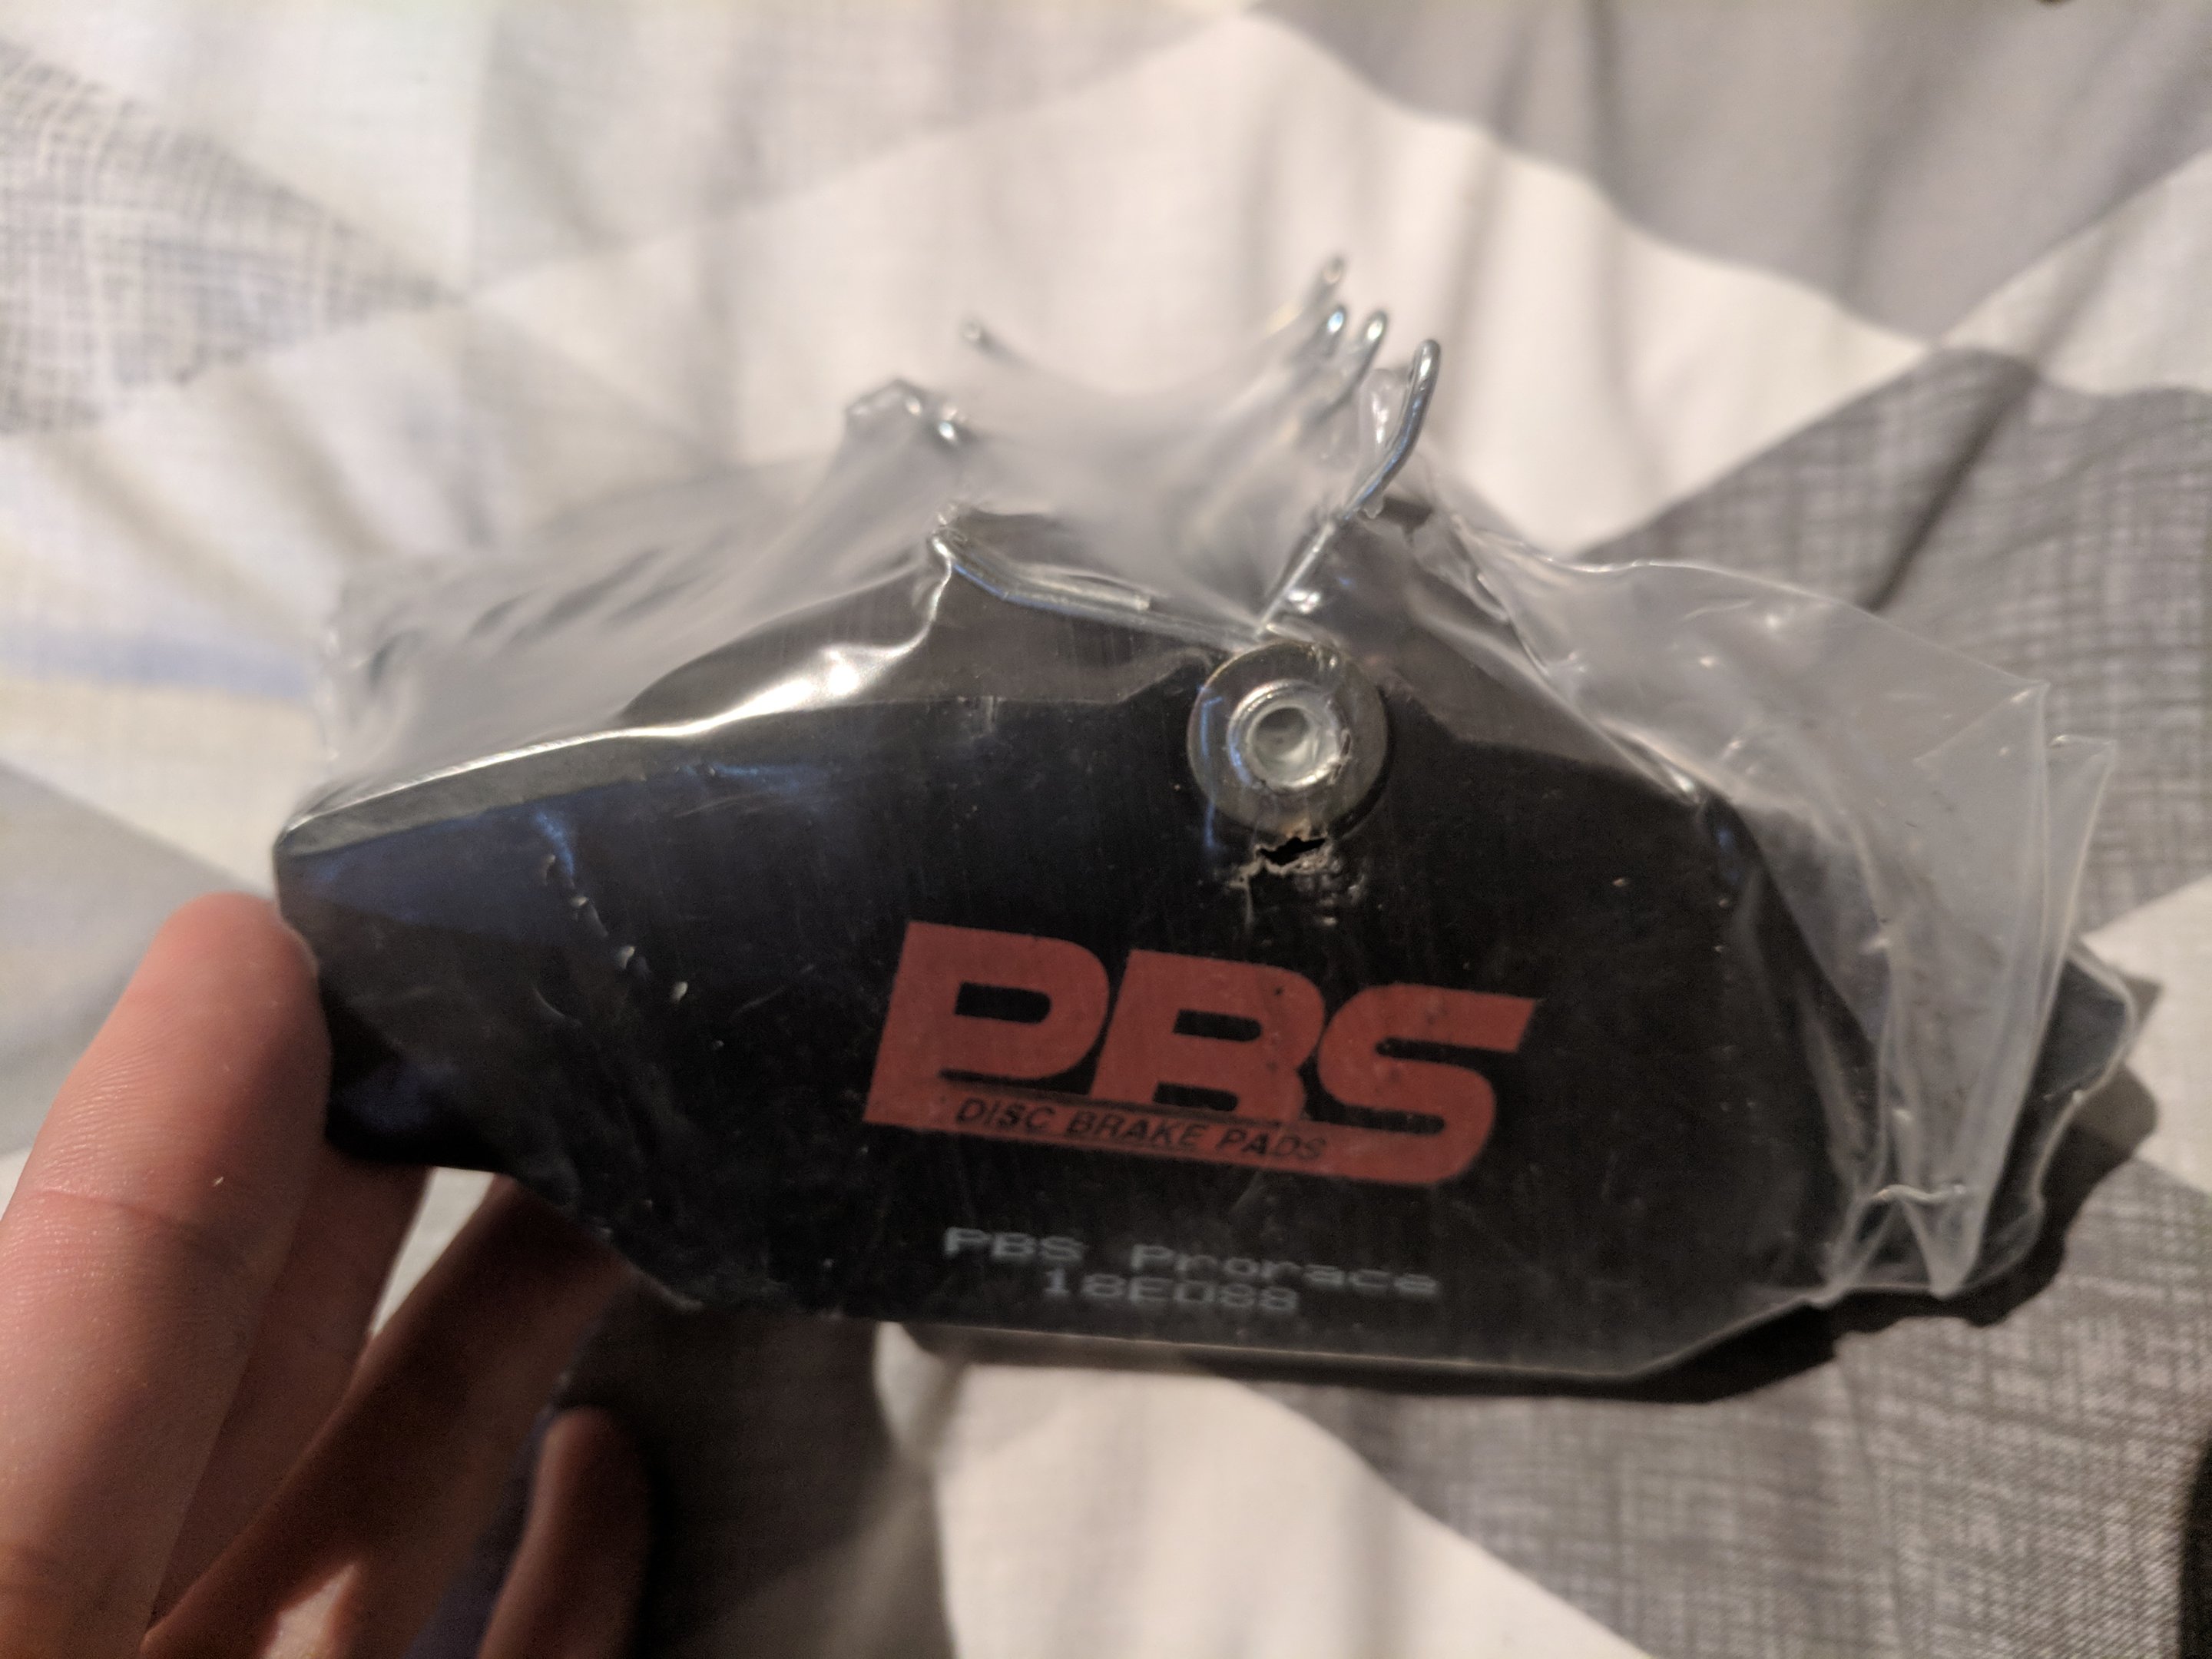 PBS
DISC BRAKE PADS
PBS Prorace
18E088